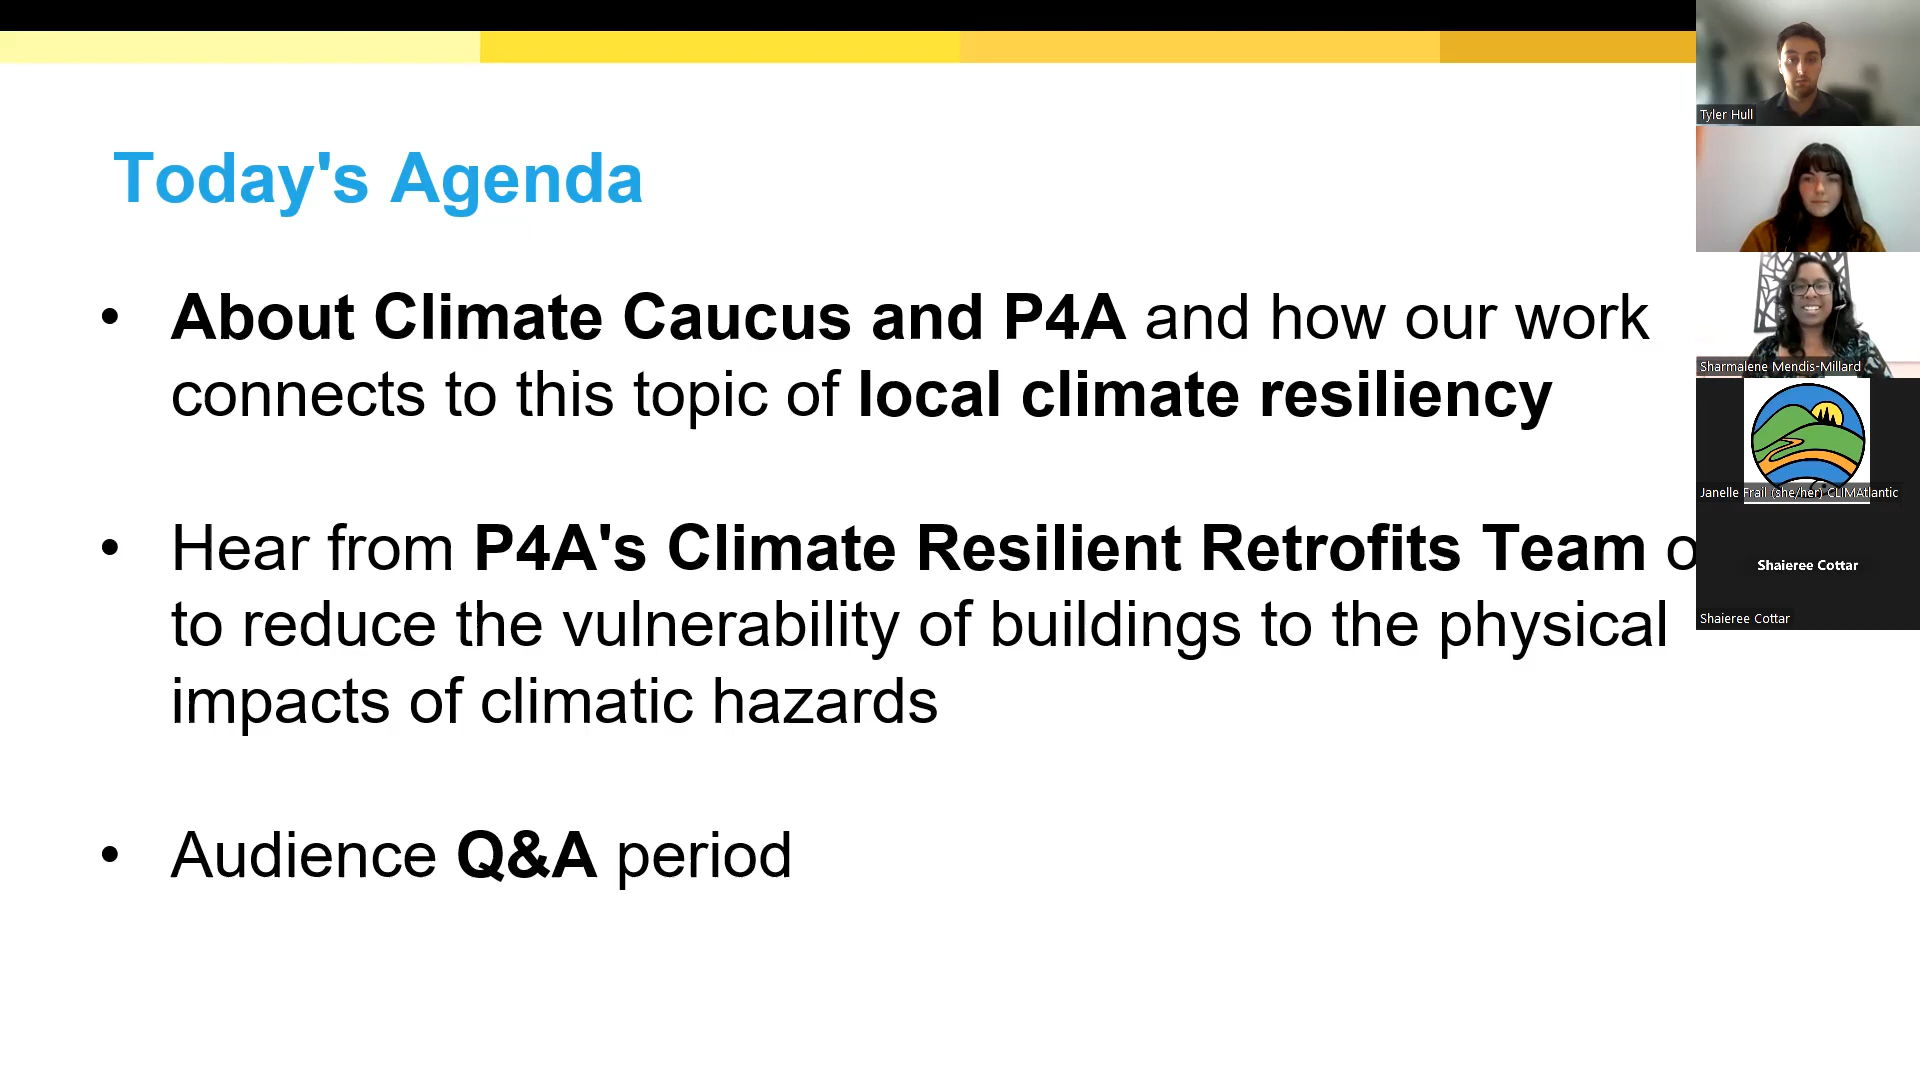 Today's Agenda
• About Climate Caucus and P4A and how our work
connects to this topic of local climate resiliency
• Hear from P4A's Climate Resilient Retrofits Team
to reduce the vulnerability of buildings to the physical
impacts of climatic hazards
• Audience Q&A period
Tyler Hull
Sharmalene Mendis-Millard
Janelle Frail (she/her) CLIMAtlantic
Shaieree Cottar
Shaieree Cottar